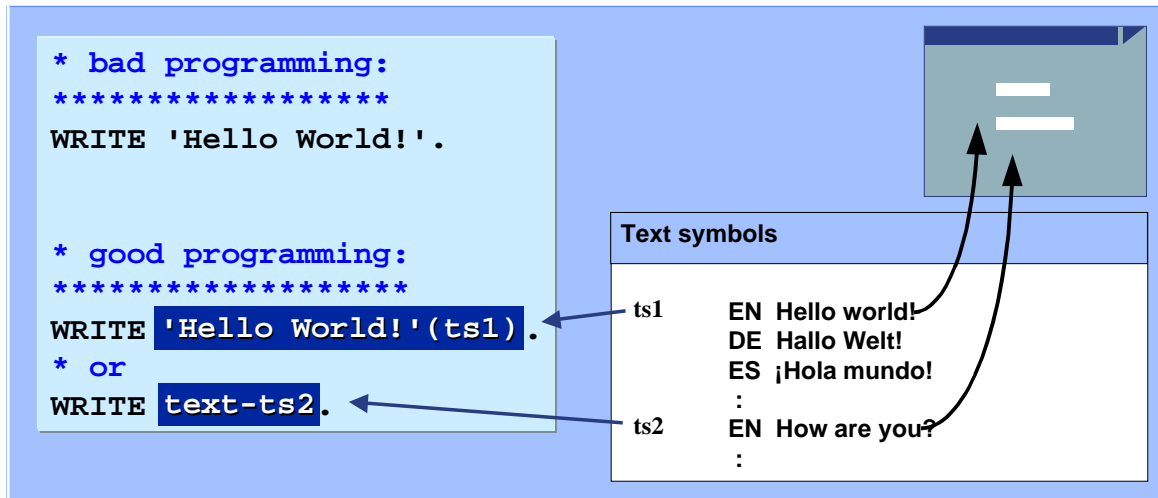 * bad programming:
******************
WRITE 'Hello World!'.
* good programming:
*******************
WRITE 'Hello World!'(ts1).
* or
WRITE text-ts2.
Text symbols
ts1 EN Hello world!
DE Hallo Welt!
ES ¡Hola mundo!
:
ts2 EN How are you?
: